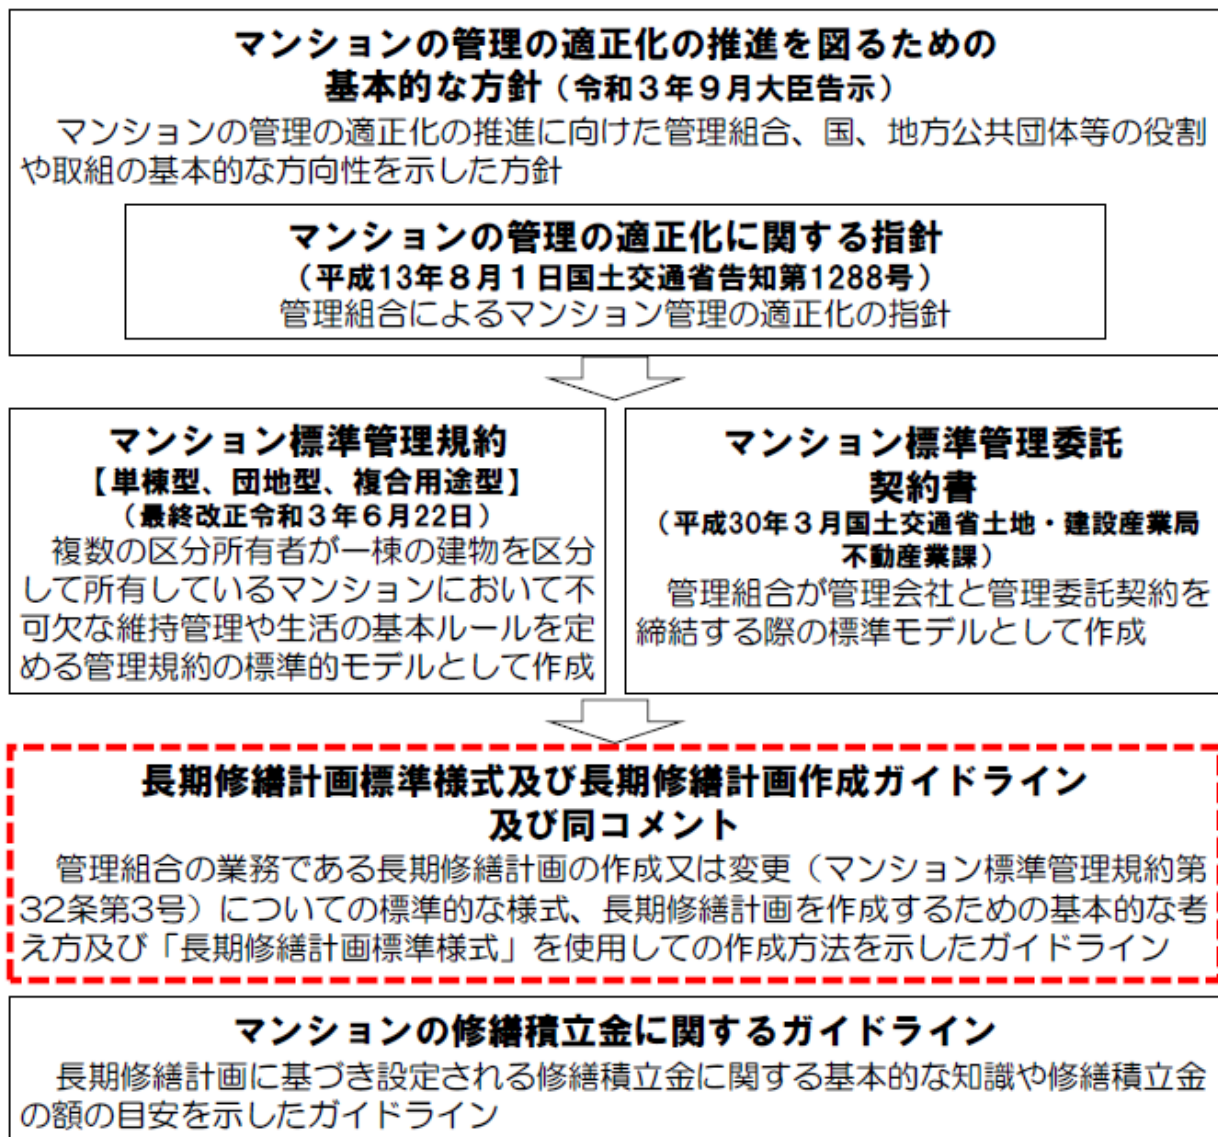 マンションの管理の適正化の推進を図るための
基本的な方針（令和３年９月大臣告示）
マンションの管理の適正化の推進に向けた管理組合、国、地方公共団体等の役割
や取組の基本的な方向性を示した方針
マンションの管理の適正化に関する指針
（平成13年８月１日国土交通省告知第1288号）
管理組合によるマンション管理の適正化の指針
マンション標準管理規約
【単棟型、団地型、複合用途型】
（最終改正令和３年６月22日）
複数の区分所有者が一棟の建物を区分
して所有しているマンションにおいて不
可欠な維持管理や生活の基本ルールを定
める管理規約の標準的モデルとして作成
マンション標準管理委託
契約書
（平成30年３月国土交通省土地・建設産業局
不動産業課）
管理組合が管理会社と管理委託契約を
締結する際の標準モデルとして作成
長期修繕計画標準様式及び長期修繕計画作成ガイドライン
及び同コメント
管理組合の業務である長期修繕計画の作成又は変更（マンション標準管理規約第
32条第3号）についての標準的な様式、長期修繕計画を作成するための基本的な考
え方及び「長期修繕計画標準様式」を使用しての作成方法を示したガイドライン
マンションの修繕積立金に関するガイドライン
長期修繕計画に基づき設定される修繕積立金に関する基本的な知識や修繕積立金
の額の目安を示したガイドライン